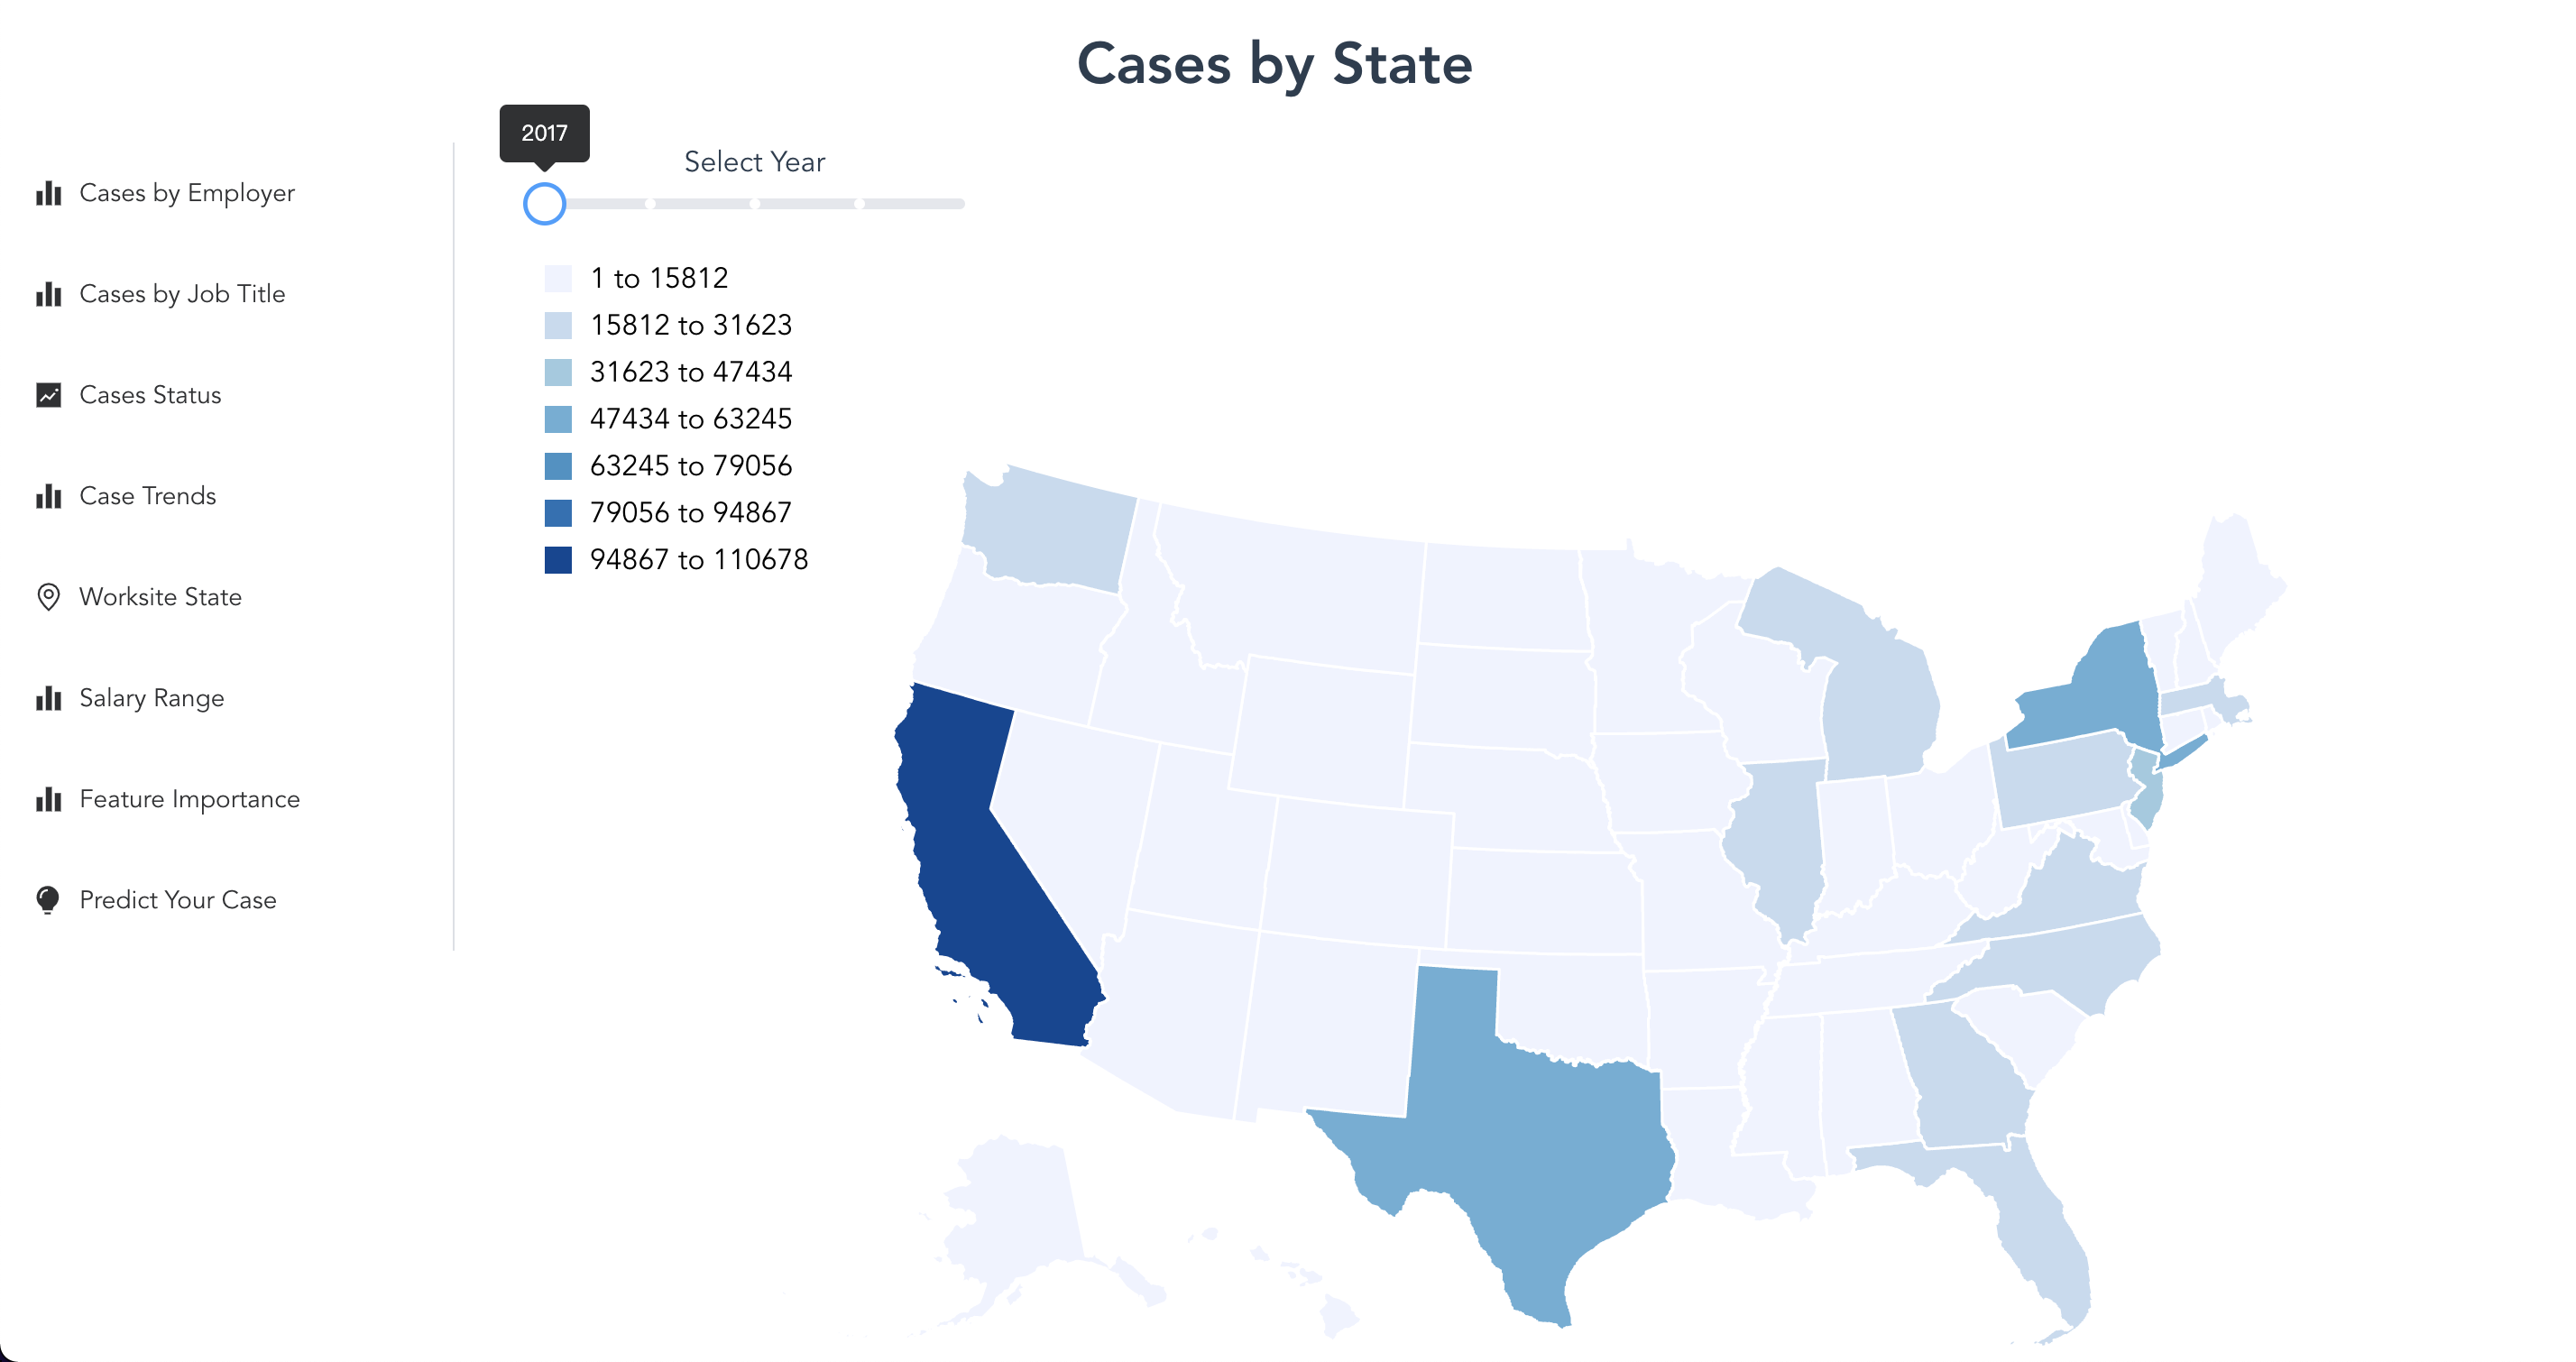 Cases by State
2017
Select Year
Cases by Employer
Cases by Job Title
Cases Status
Case Trends
Worksite State
Salary Range
Feature Importance
Predict Your Case
1 to 15812
15812 to 31623
31623 to 47434
47434 to 63245
63245 to 79056
79056 to 94867
94867 to 110678